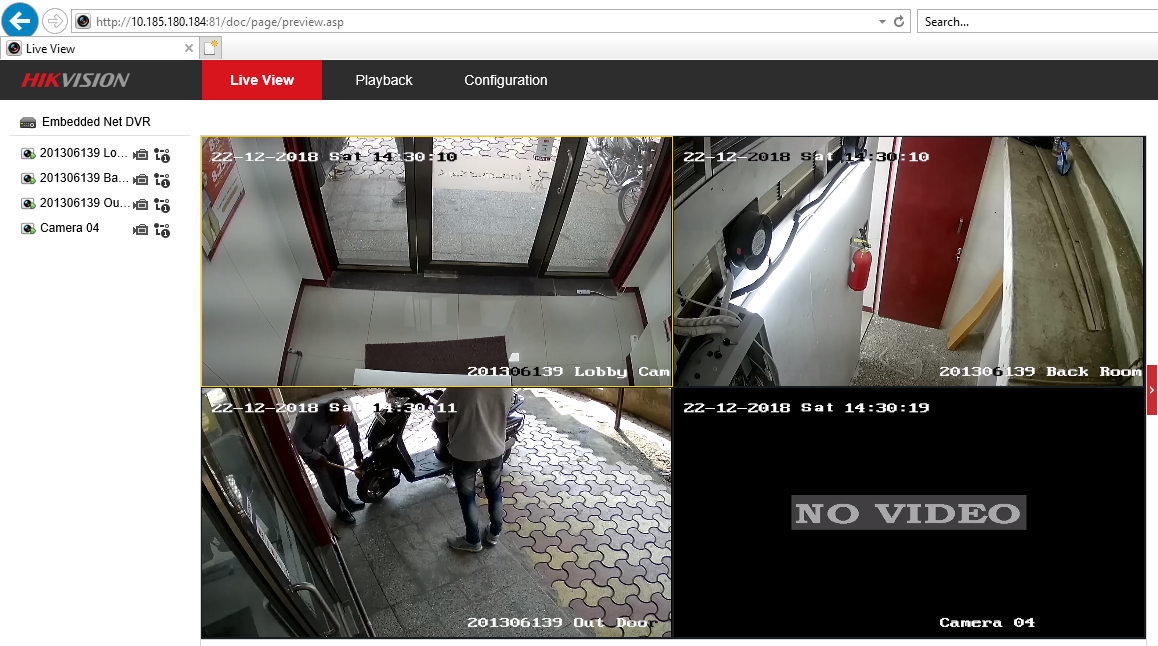 http://10.185.180.184:81/doc/page/preview.asp
Search...
Live View
HIKVISION
Live View
Playback
Configuration
Embedded Net DVR
201306139 Lo...
201306139 Ba...
201306139 Ou...
Camera 04
22-12-2018 Sat 14:30:10
201306139 Lobby Cam
22-12-2018 Sat 14:30:10
201306139 Back Room
22-12-2018 Sat 14:30:11
201306139 Out Door
22-12-2018 Sat 14:30:19
NO VIDEO
Camera 04